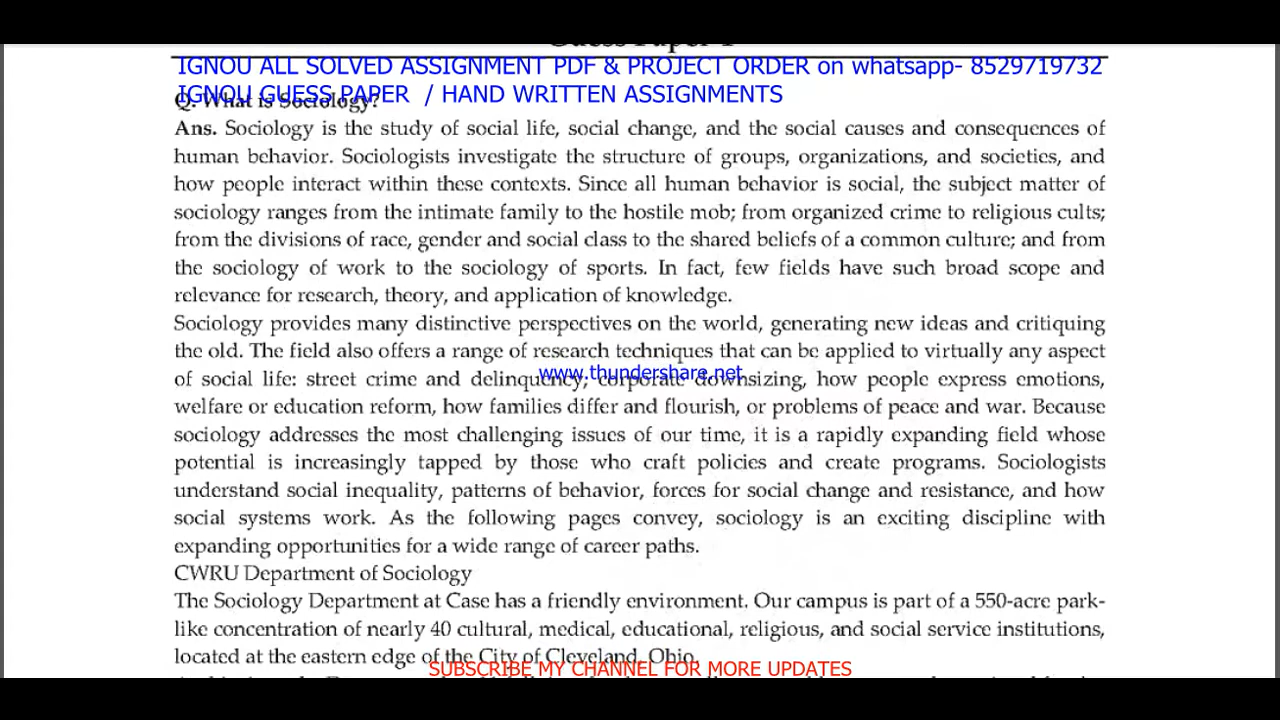 Guess Paper 1
IGNOU ALL SOLVED ASSIGNMENT PDF & PROJECT ORDER on whatsapp- 8529719732
IGNOU GUESS PAPER / HAND WRITTEN ASSIGNMENTS
Q. What is Sociology?
Ans. Sociology is the study of social life, social change, and the social causes and consequences of
human behavior. Sociologists investigate the structure of groups, organizations, and societies, and
how people interact within these contexts. Since all human behavior is social, the subject matter of
sociology ranges from the intimate family to the hostile mob; from organized crime to religious cults;
from the divisions of race, gender and social class to the shared beliefs of a common culture; and from
the sociology of work to the sociology of sports. In fact, few fields have such broad scope and
relevance for research, theory, and application of knowledge.
Sociology provides many distinctive perspectives on the world, generating new ideas and critiquing
the old. The field also offers a range of research techniques that can be applied to virtually any aspect
www.thundershare.net
of social life: street crime and delinquency, corporate downsizing, how people express emotions,
welfare or education reform, how families differ and flourish, or problems of peace and war. Because
sociology addresses the most challenging issues of our time, it is a rapidly expanding field whose
potential is increasingly tapped by those who craft policies and create programs. Sociologists
understand social inequality, patterns of behavior, forces for social change and resistance, and how
social systems work. As the following pages convey, sociology is an exciting discipline with
expanding opportunities for a wide range of career paths.
CWRU Department of Sociology
The Sociology Department at Case has a friendly environment. Our campus is part of a 550-acre park-
like concentration of nearly 40 cultural, medical, educational, religious, and social service institutions,
located at the eastern edge of the City of Cleveland, Ohio.
SUBSCRIBE MY CHANNEL FOR MORE UPDATES